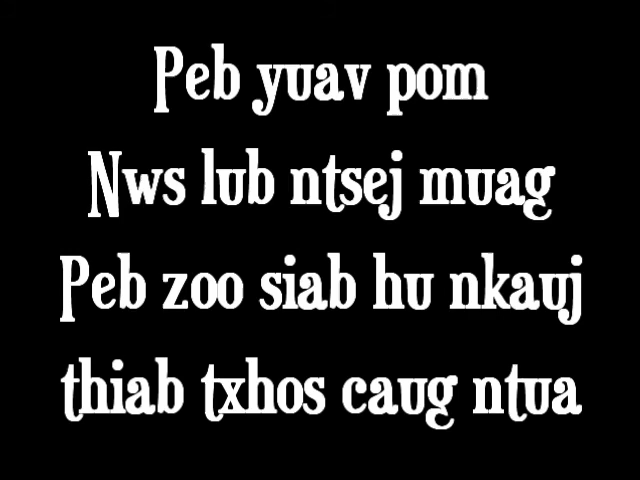 Peb yuav pom
Nws lub ntsej muag
Peb zoo siab hu nkauj
thiab txhos caug ntua